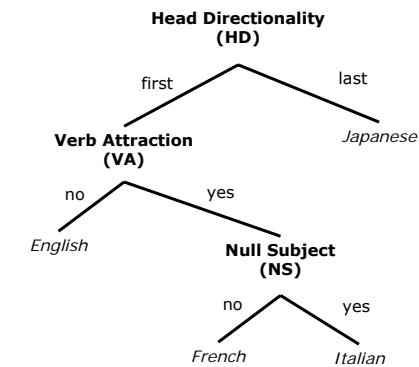 Head Directionality
(HD)
first
last
Verb Attraction
(VA)
Japanese
no
yes
English
Null Subject
(NS)
no
yes
French
Italian